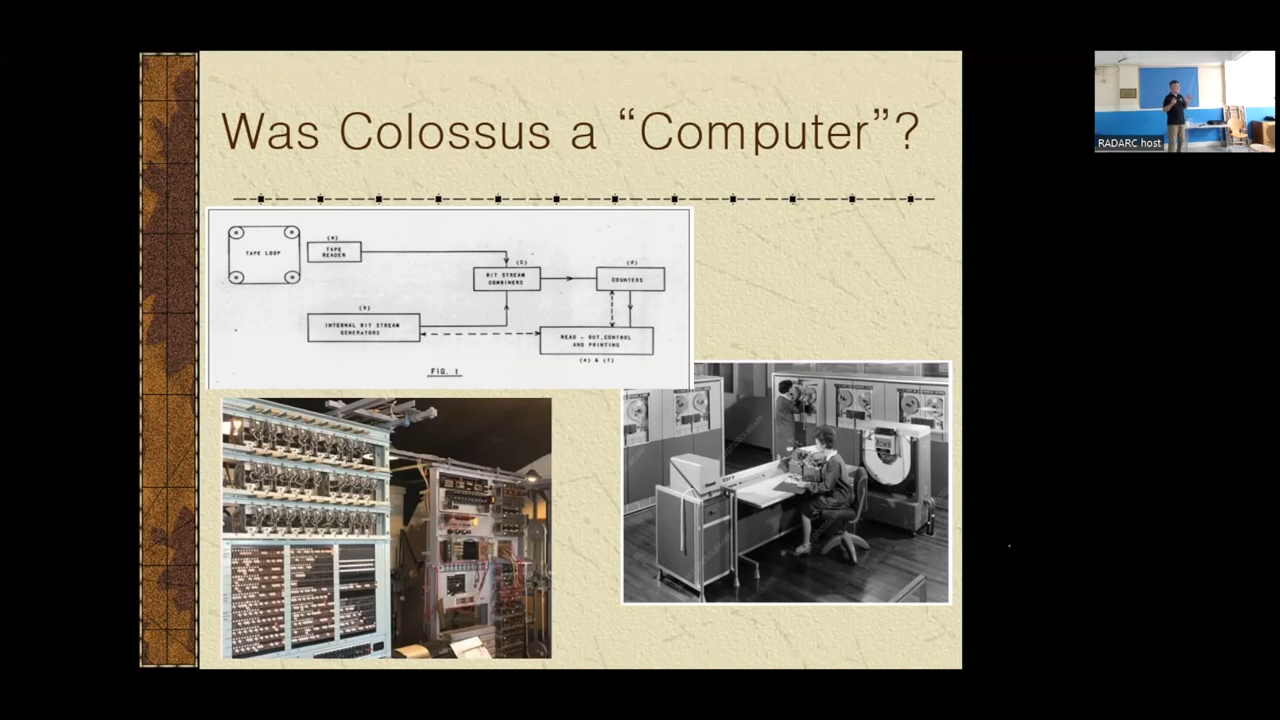 Was Colossus a “Computer”?
RADARC host
(a)
TAPE LOOP
TAPE
READER
(c)
(d)
BIT STREAM
COMBINERS
COUNTERS
(b)
INTERNAL BIT STREAM
GENERATORS
READ - OUT, CONTROL
AND PRINTING
(e) & (f)
FIG. 1